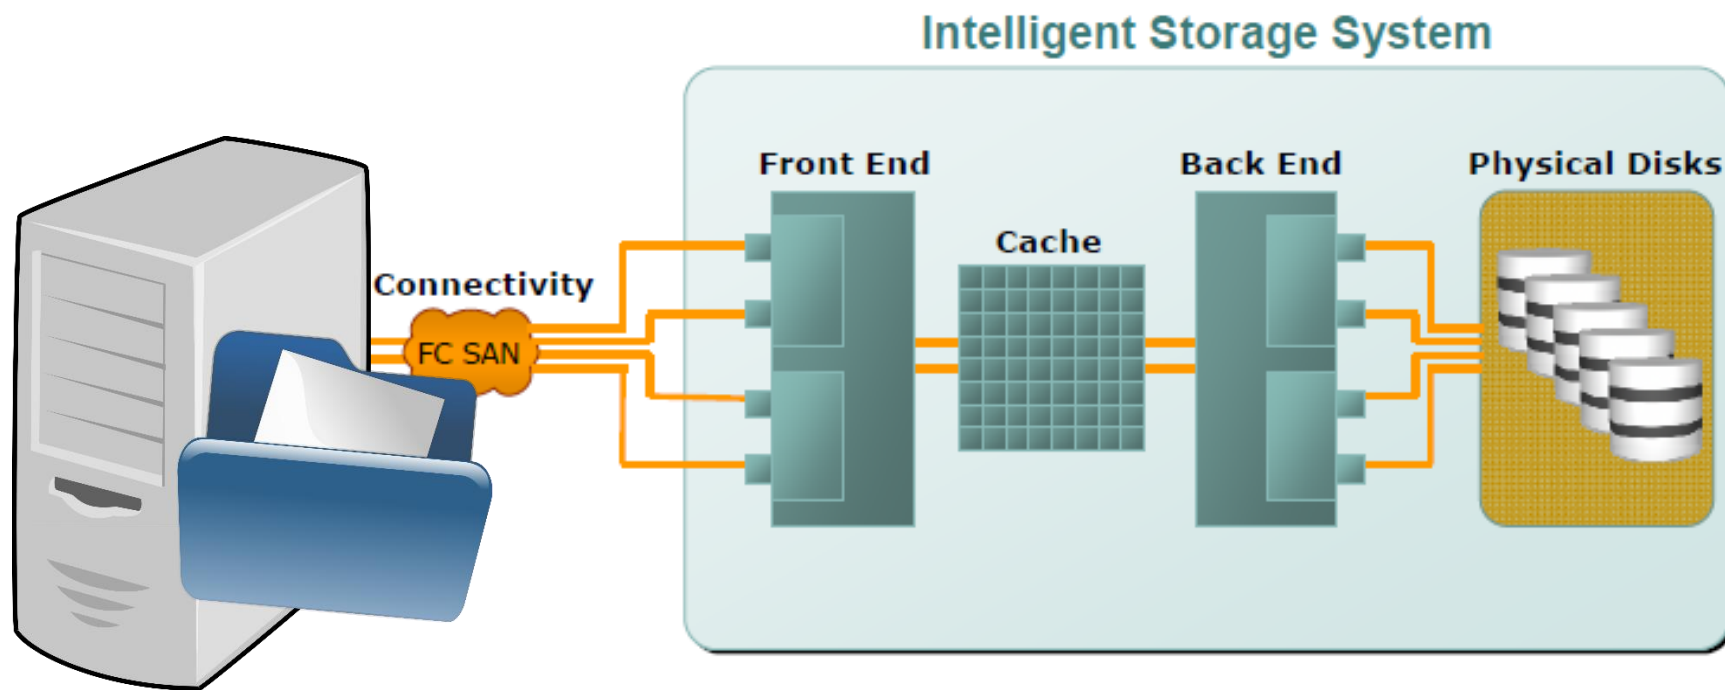 Intelligent Storage System
Front End
Back End
Physical Disks
Cache
Connectivity
FC SAN